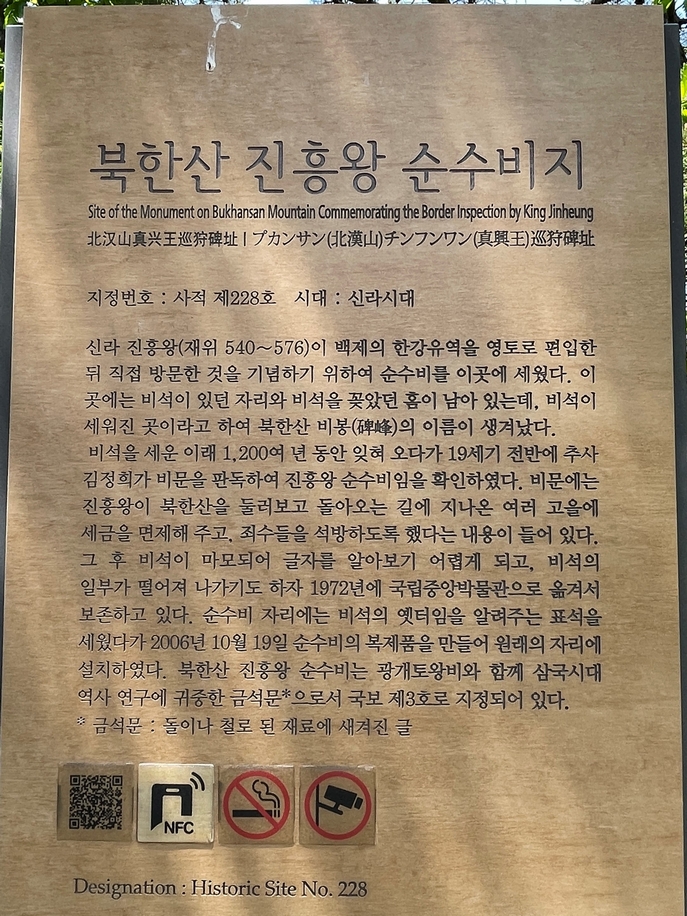 북한산 진흥왕 순수비지
Site of the Monument on Bukhansan Mountain Commemorating the Border Inspection by King Jinheung
北汉山真兴王巡狩碑址 | プカンサン(北漢山)チンフンワン(真興王)巡狩碑址
지정번호 : 사적 제228호 시대 : 신라시대
신라 진흥왕(재위 540～576)이 백제의 한강유역을 영토로 편입한
뒤 직접 방문한 것을 기념하기 위하여 순수비를 이곳에 세웠다. 이
곳에는 비석이 있던 자리와 비석을 꽂았던 홈이 남아 있는데, 비석이
세워진 곳이라고 하여 북한산 비봉(碑峰)의 이름이 생겨났다.
비석을 세운 이래 1,200여 년 동안 잊혀 오다가 19세기 전반에 추사
김정희가 비문을 판독하여 진흥왕 순수비임을 확인하였다. 비문에는
진흥왕이 북한산을 둘러보고 돌아오는 길에 지나온 여러 고을에
세금을 면제해 주고, 죄수들을 석방하도록 했다는 내용이 들어 있다.
그 후 비석이 마모되어 글자를 알아보기 어렵게 되고, 비석의
일부가 떨어져 나가기도 하자 1972년에 국립중앙박물관으로 옮겨서
보존하고 있다. 순수비 자리에는 비석의 옛터임을 알려주는 표석을
세웠다가 2006년 10월 19일 순수비의 복제품을 만들어 원래의 자리에
설치하였다. 북한산 진흥왕 순수비는 광개토왕비와 함께 삼국시대
역사 연구에 귀중한 금석문*으로서 국보 제3호로 지정되어 있다.
* 금석문 : 돌이나 철로 된 재료에 새겨진 글
NFC
Designation : Historic Site No. 228